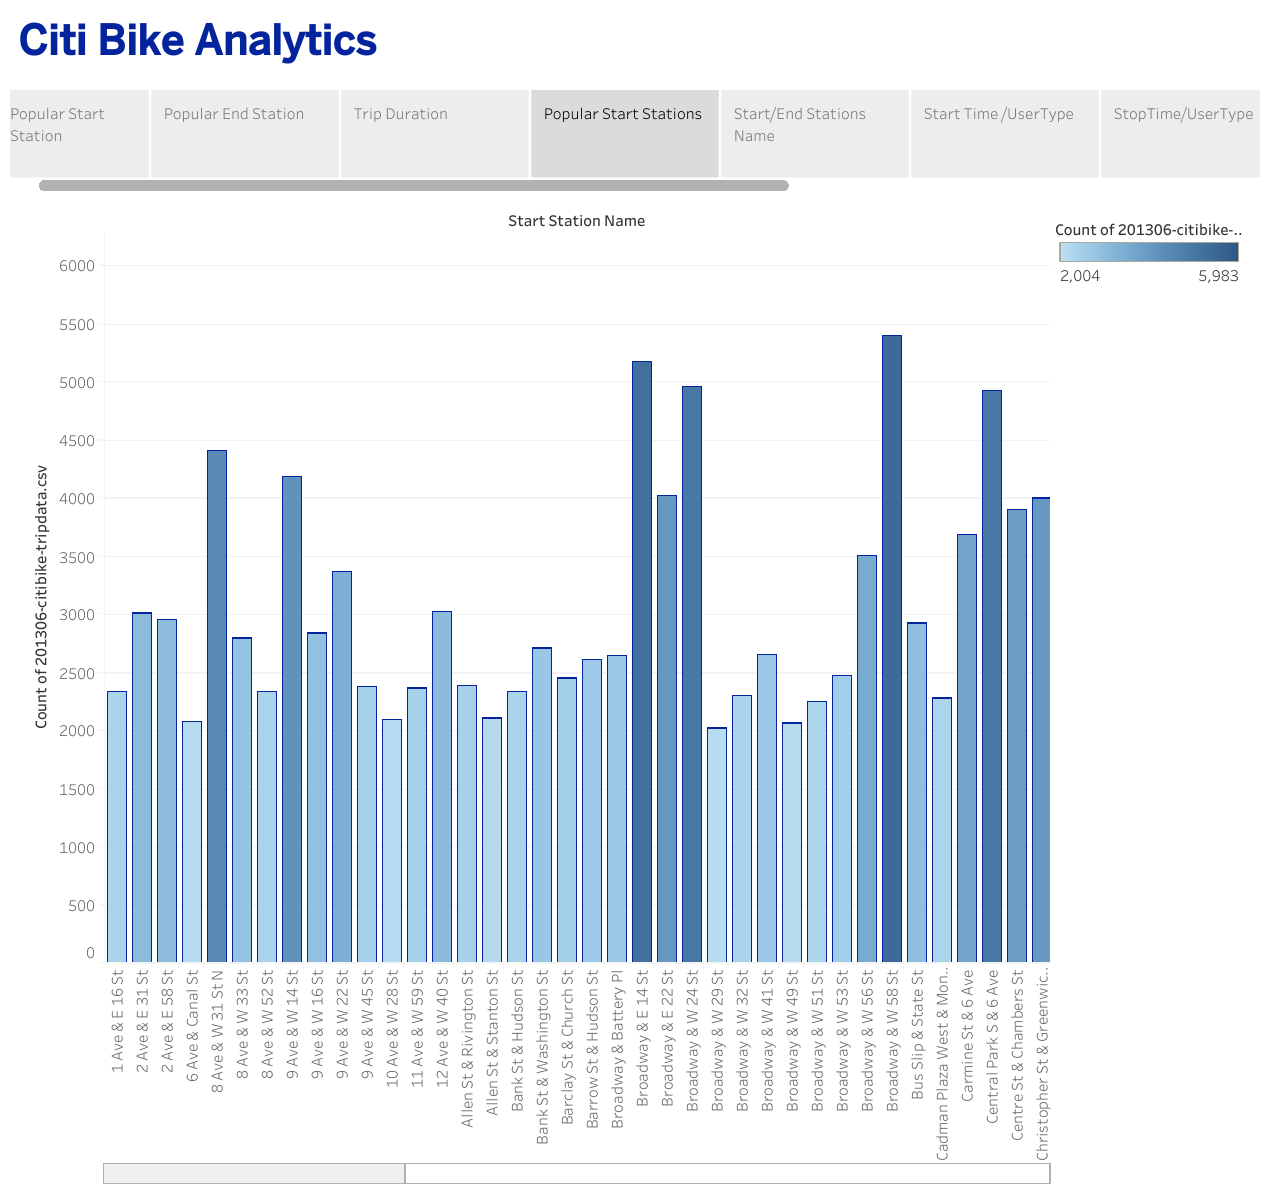 Citi Bike Analytics
Popular Start
Station
Popular End Station
Trip Duration
Popular Start Stations
Start/End Stations
Name
Start Time /UserType
StopTime/UserType
Start Station Name
Count of 201306-citibike-..
2,004
5,983
Count of 201306-citibike-tripdata.csv
6000
5500
5000
4500
4000
3500
3000
2500
2000
1500
1000
500
0
1 Ave & E 16 St
2 Ave & E 31 St
2 Ave & E 58 St
6 Ave & Canal St
8 Ave & W 31 St N
8 Ave & W 33 St
8 Ave & W 52 St
9 Ave & W 14 St
9 Ave & W 16 St
9 Ave & W 22 St
9 Ave & W 45 St
10 Ave & W 28 St
11 Ave & W 59 St
12 Ave & W 40 St
Allen St & Rivington St
Allen St & Stanton St
Bank St & Hudson St
Bank St & Washington St
Barclay St & Church St
Barrow St & Hudson St
Broadway & Battery Pl
Broadway & E 14 St
Broadway & E 22 St
Broadway & W 24 St
Broadway & W 29 St
Broadway & W 32 St
Broadway & W 41 St
Broadway & W 49 St
Broadway & W 51 St
Broadway & W 53 St
Broadway & W 56 St
Broadway & W 58 St
Bus Slip & State St
Cadman Plaza West & Mon..
Carmine St & 6 Ave
Central Park S & 6 Ave
Centre St & Chambers St
Christopher St & Greenwic..